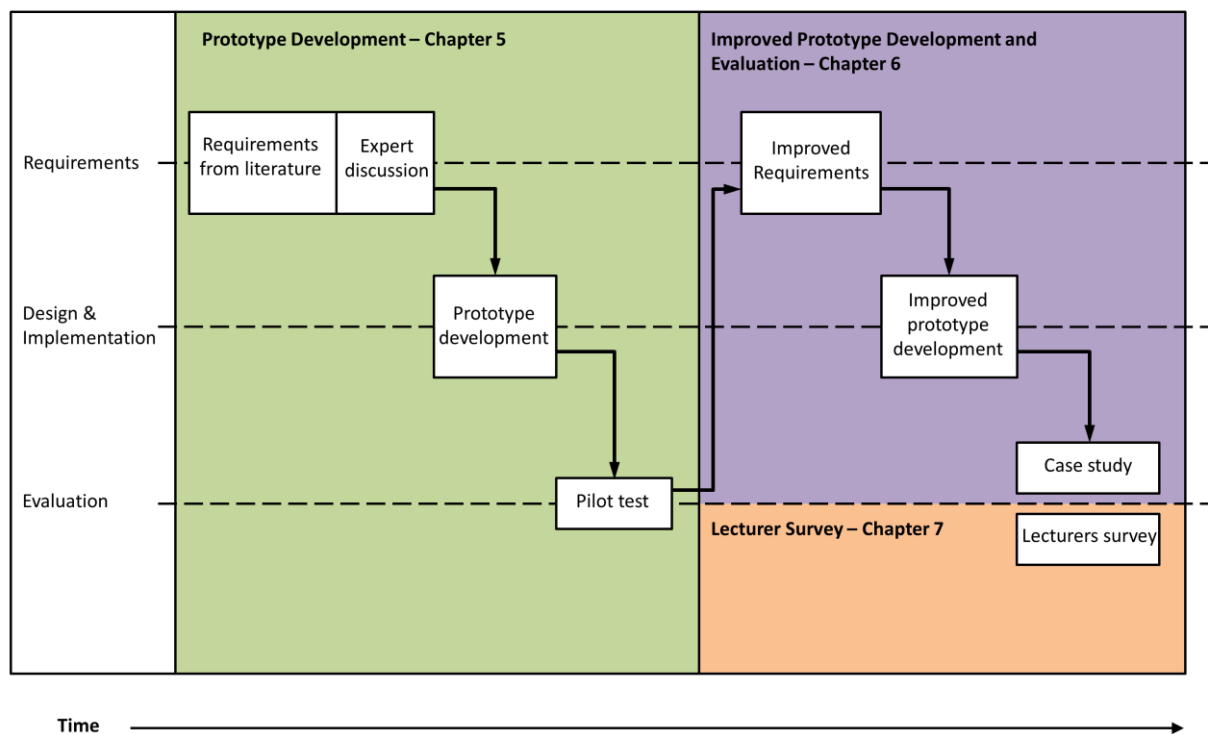 Prototype Development – Chapter 5
Improved Prototype Development and
Evaluation – Chapter 6
Requirements
Requirements
from literature
Expert
discussion
Improved
Requirements
Design &
Implementation
Prototype
development
Improved
prototype
development
Evaluation
Pilot test
Case study
Lecturer Survey – Chapter 7
Lecturers survey
Time